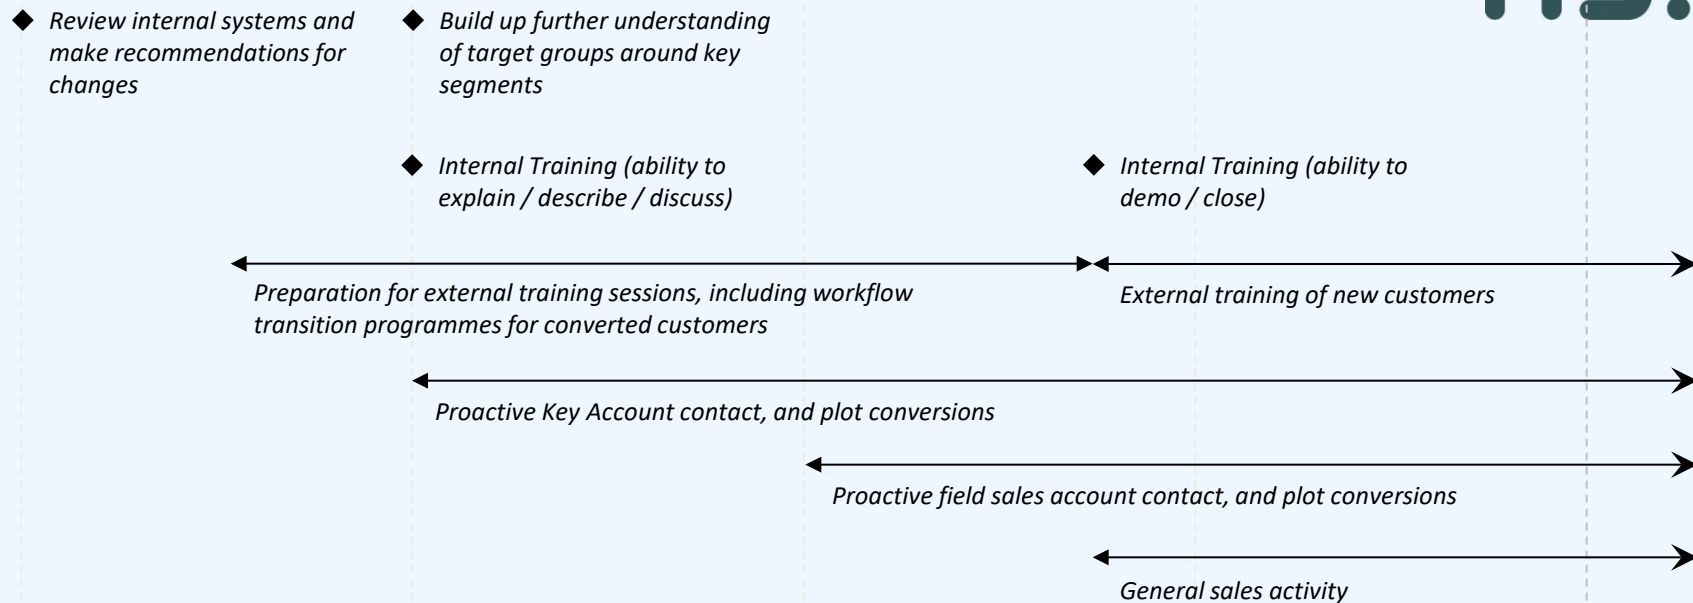 Review internal systems and
make recommendations for
changes
Build up further understanding
of target groups around key
segments
Internal Training (ability to
explain / describe / discuss)
Internal Training (ability to
demo / close)
Preparation for external training sessions, including workflow
transition programmes for converted customers
External training of new customers
Proactive Key Account contact, and plot conversions
Proactive field sales account contact, and plot conversions
General sales activity